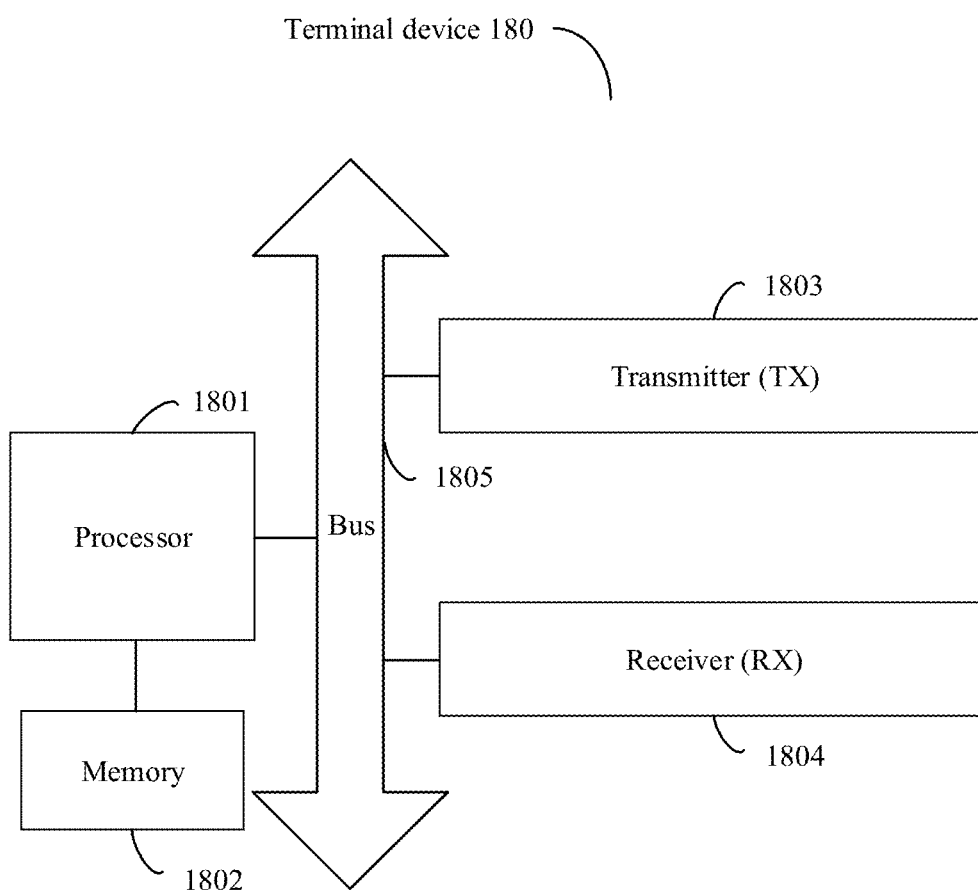 Terminal device 180
1803
Transmitter (TX)
1801
1805
Processor
Bus
Receiver (RX)
1804
Memory
1802